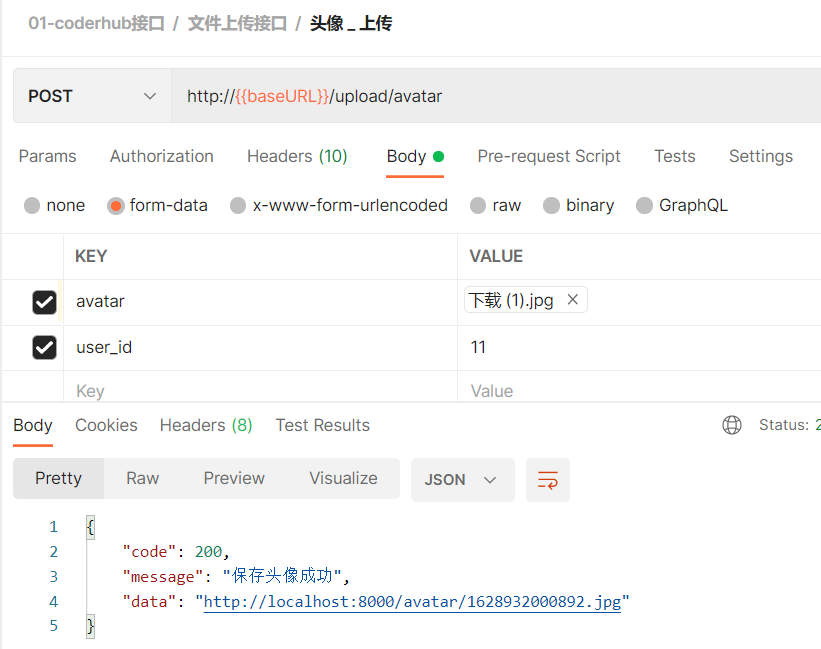 01-coderhub接口 / 文件上传接口 / 头像 _ 上传
POST http://{{baseURL}}/upload/avatar
Params Authorization Headers (10) Body Pre-request Script Tests Settings
none form-data x-www-form-urlencoded raw binary GraphQL
KEY VALUE
avatar 下载 (1).jpg ×
user_id 11
Key Value
Body Cookies Headers (8) Test Results Status: 2
Pretty Raw Preview Visualize JSON
1 {
2 "code": 200,
3 "message": "保存头像成功",
4 "data": "http://localhost:8000/avatar/1628932000892.jpg"
5 }